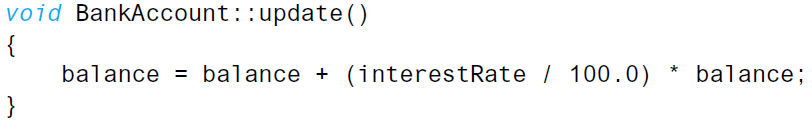 void BankAccount::update()
{
    balance = balance + (interestRate / 100.0) * balance;
}